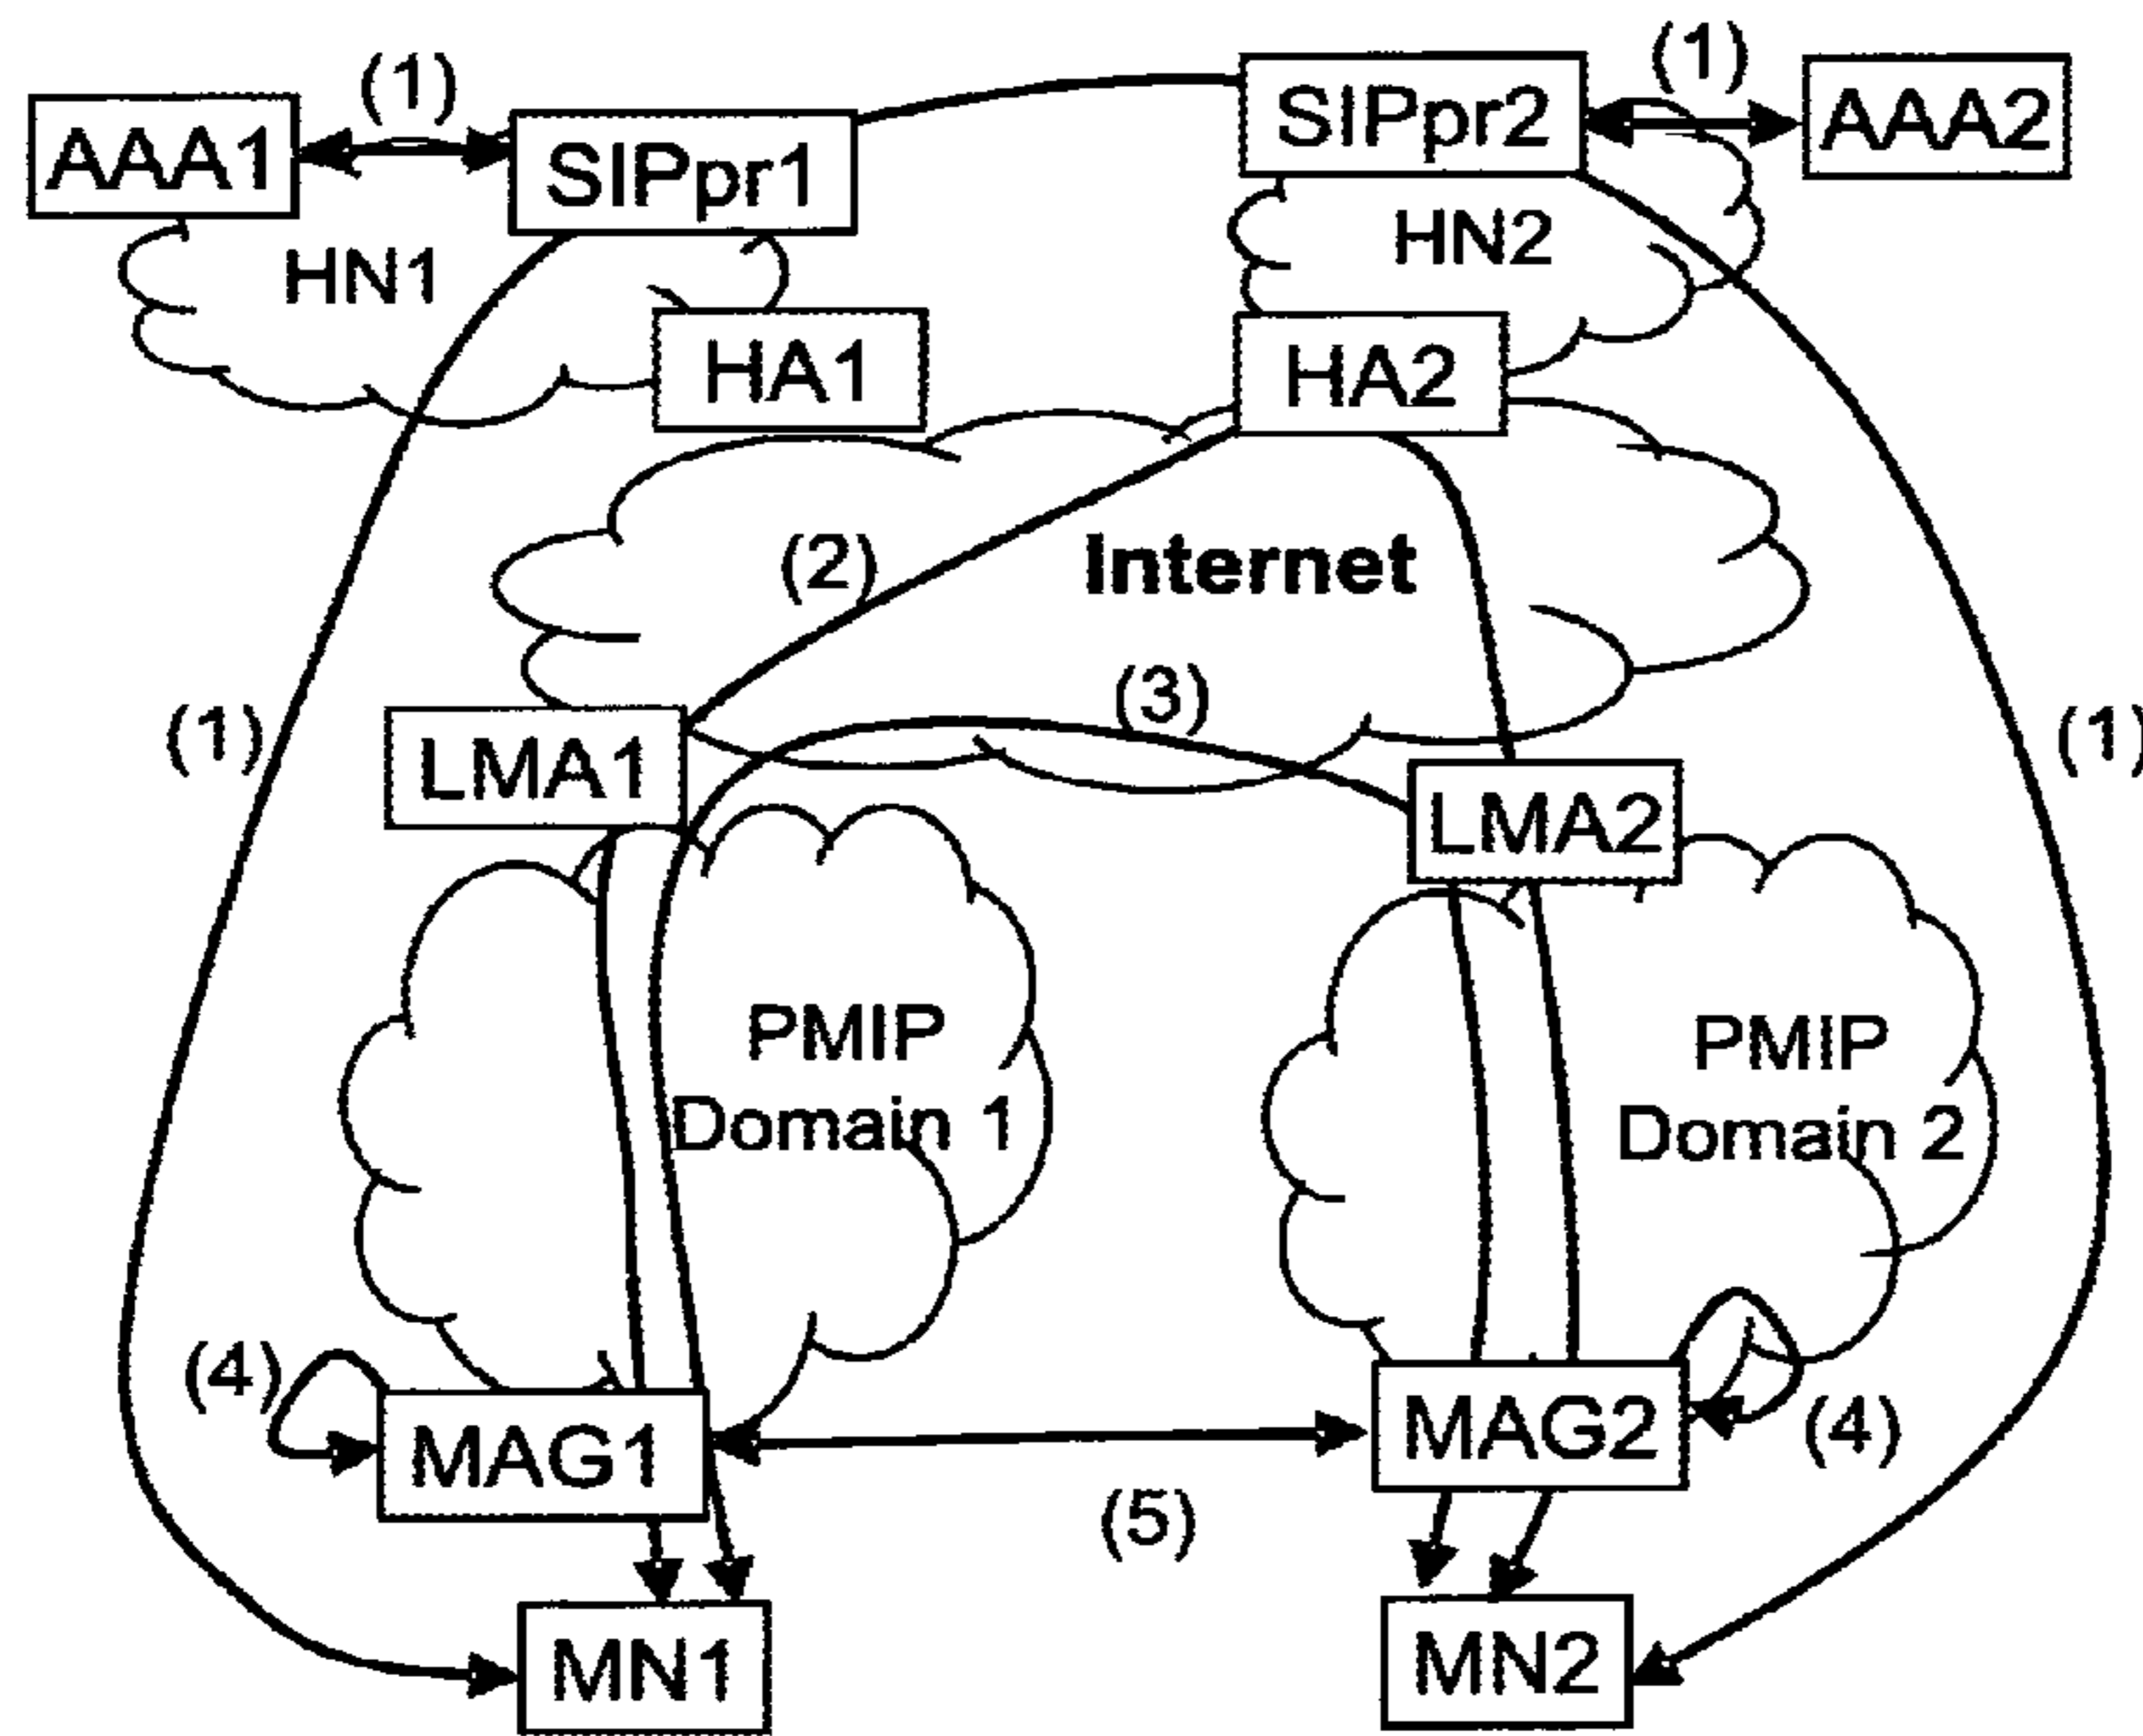 (1)
(1)
AAA1
SIPpr1
SIPpr2
AAA2
HN1
HN2
HA1
HA2
(2)
Internet
(3)
(1)
(1)
LMA1
LMA2
PMIP
Domain 1
PMIP
Domain 2
(4)
MAG1
MAG2
(4)
(5)
MN1
MN2